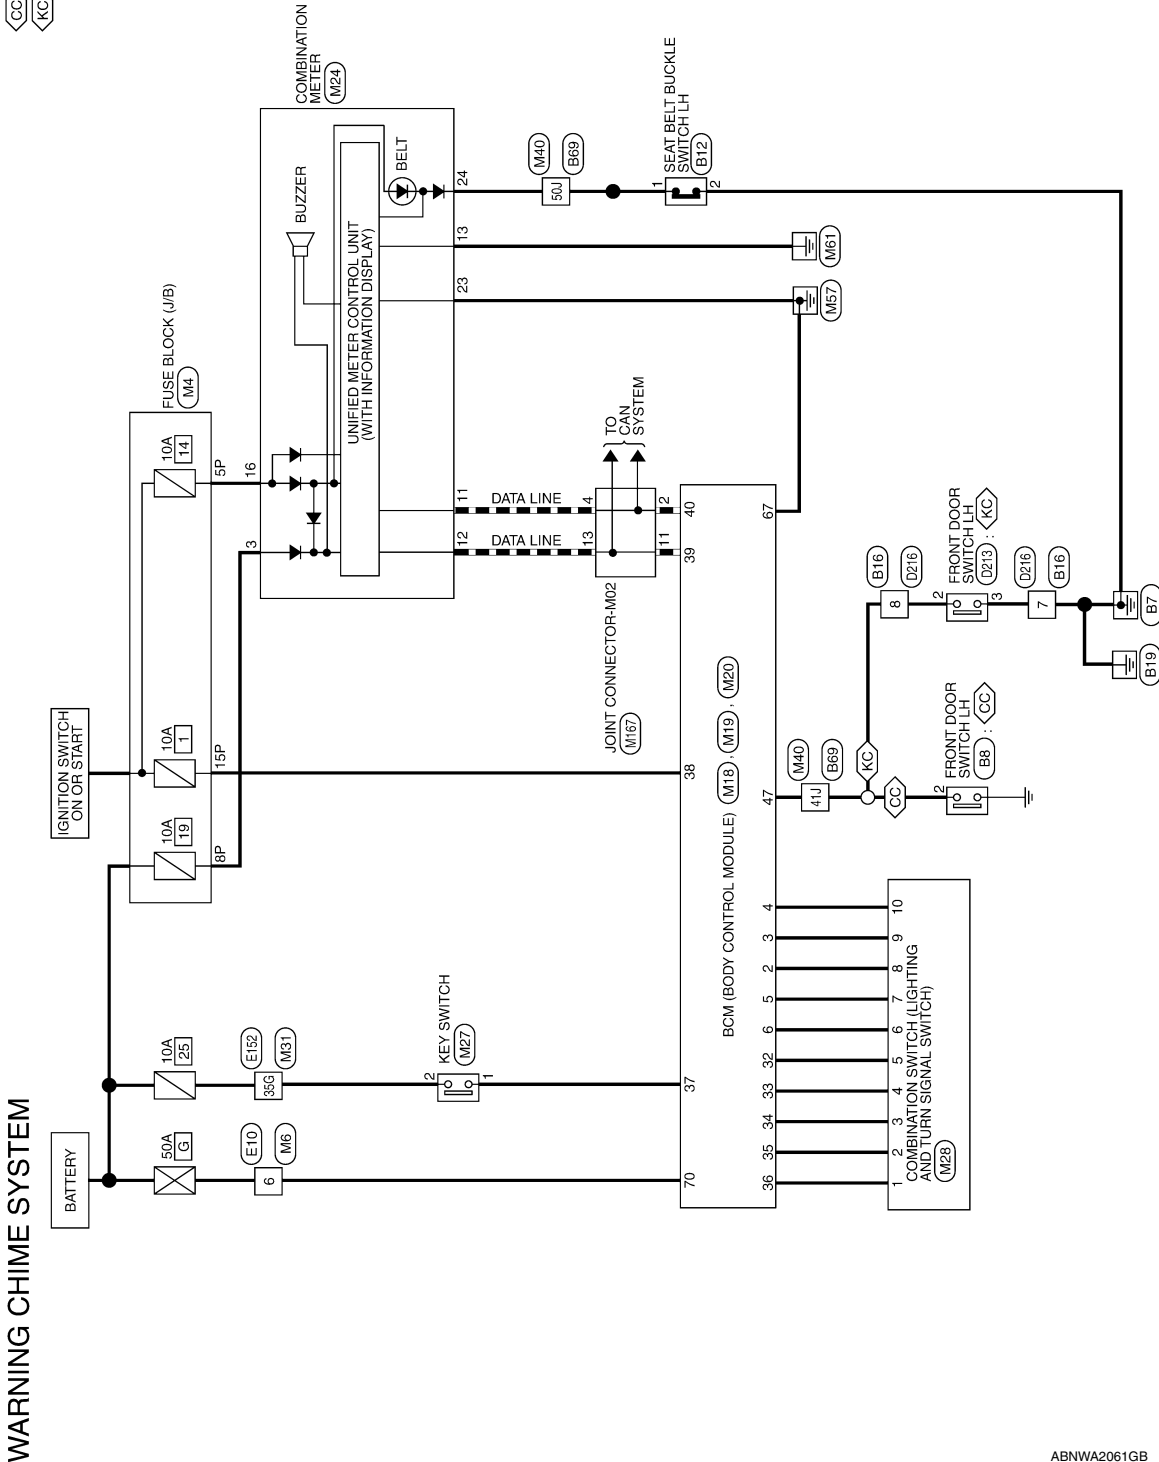 WARNING CHIME SYSTEM
CC
KC
BATTERY
IGNITION SWITCH
ON OR START
50A
G
10A
25
10A
19
10A
1
10A
14
FUSE BLOCK (J/B)
M4
8P
15P
5P
E10
6
M6
E152
35G
M31
KEY SWITCH
M27
2
1
3
16
COMBINATION
METER
M24
BUZZER
BELT
UNIFIED METER CONTROL UNIT
(WITH INFORMATION DISPLAY)
12
11
23
13
24
DATA LINE
DATA LINE
13
4
11
2
JOINT CONNECTOR-M02
M167
TO
CAN
SYSTEM
M57
M61
M40
50J
B69
SEAT BELT BUCKLE
SWITCH LH
B12
1
2
70
37
38
39
40
BCM (BODY CONTROL MODULE)
M18
,
M19
,
M20
36
35
34
33
32
6
5
2
3
4
47
67
1
2
3
4
5
6
7
8
9
10
COMBINATION SWITCH (LIGHTING
AND TURN SIGNAL SWITCH)
M28
M40
41J
B69
KC
CC
2
FRONT DOOR
SWITCH LH
B8 : CC
B16
8
D216
2
3
FRONT DOOR
SWITCH LH
D213 : KC
D216
7
B16
B19
B7
ABNWA2061GB